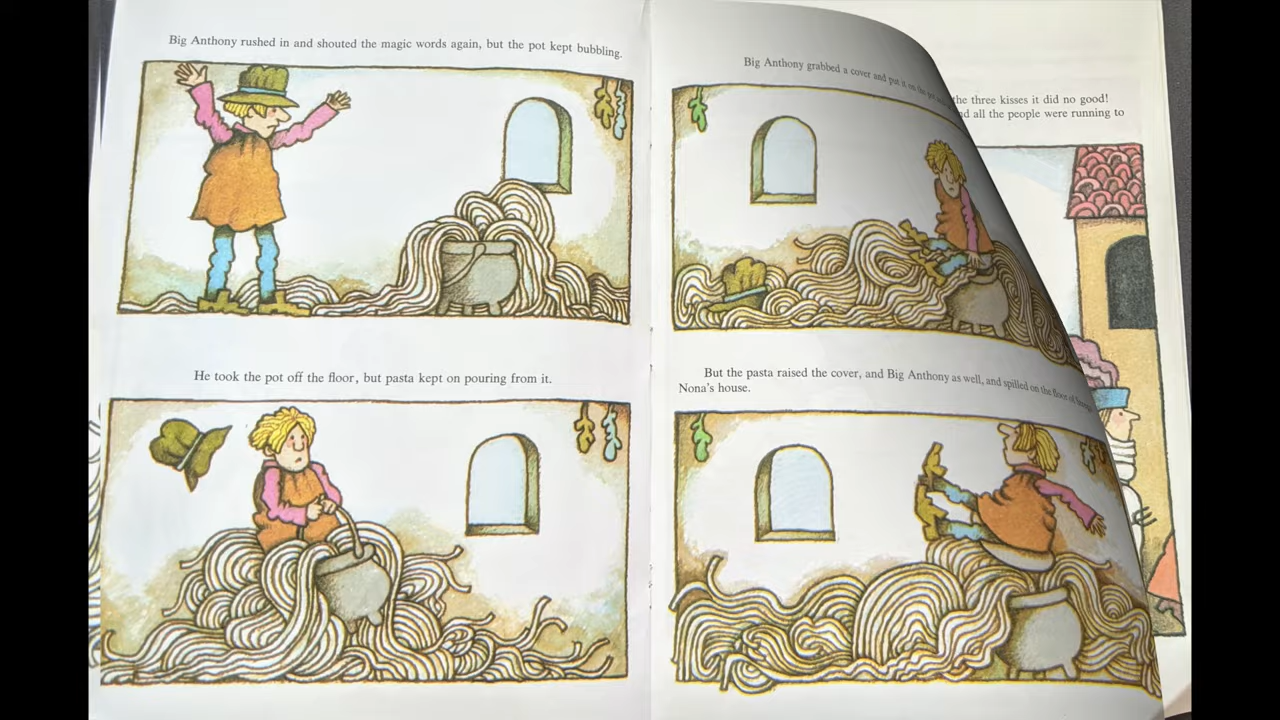 Big Anthony rushed in and shouted the magic words again, but the pot kept bubbling.
He took the pot off the floor, but pasta kept on pouring from it.
Big Anthony grabbed a cover and put it on the pot
But the pasta raised the cover, and Big Anthony as well, and spilled on the floor of
Nona's house.
the three kisses it did no good!
all the people were running to